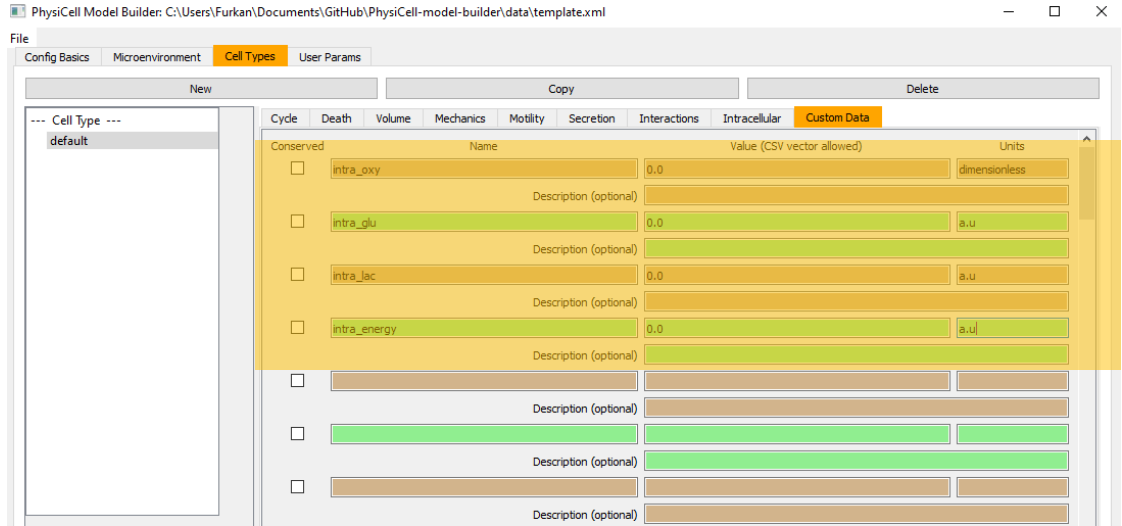 PhysiCell Model Builder: C:\Users\Furkan\Documents\GitHub\PhysiCell-model-builder\data\template.xml
File
Config Basics Microenvironment Cell Types User Params
New Copy Delete
--- Cell Type --- Cycle Death Volume Mechanics Motility Secretion Interactions Intracellular Custom Data
default
Conserved Name Value (CSV vector allowed) Units
intra_oxy 0.0 dimensionless
Description (optional)
intra_glu 0.0 a.u
Description (optional)
intra_lac 0.0 a.u
Description (optional)
intra_energy 0.0 a.u
Description (optional)
Description (optional)
Description (optional)
Description (optional)